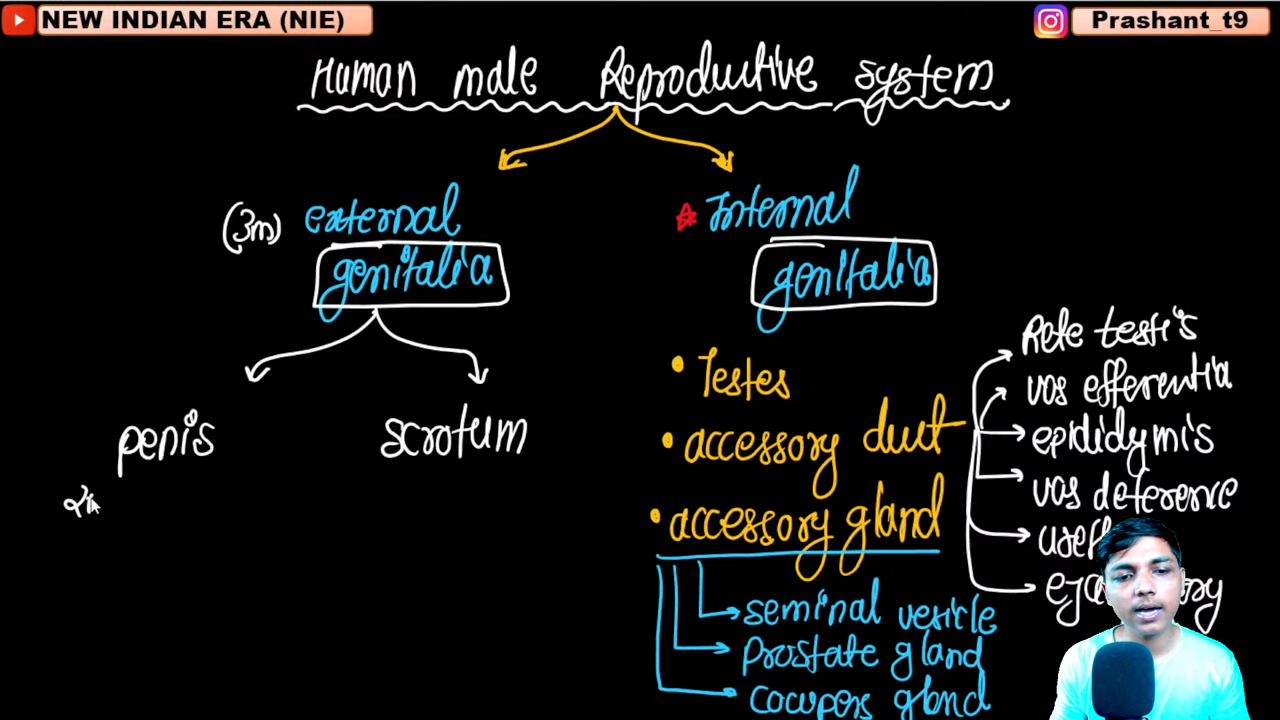 NEW INDIAN ERA (NIE)
Prashant_t9
Human male Reproductive system
(3m) external
genitalia
Internal
genitalia
penis
scrotum
• Testes
• accessory duct
• accessory gland
Rete testis
vas efferentia
epididymis
vas deference
seminal vesicle
prostate gland
cowpers gland